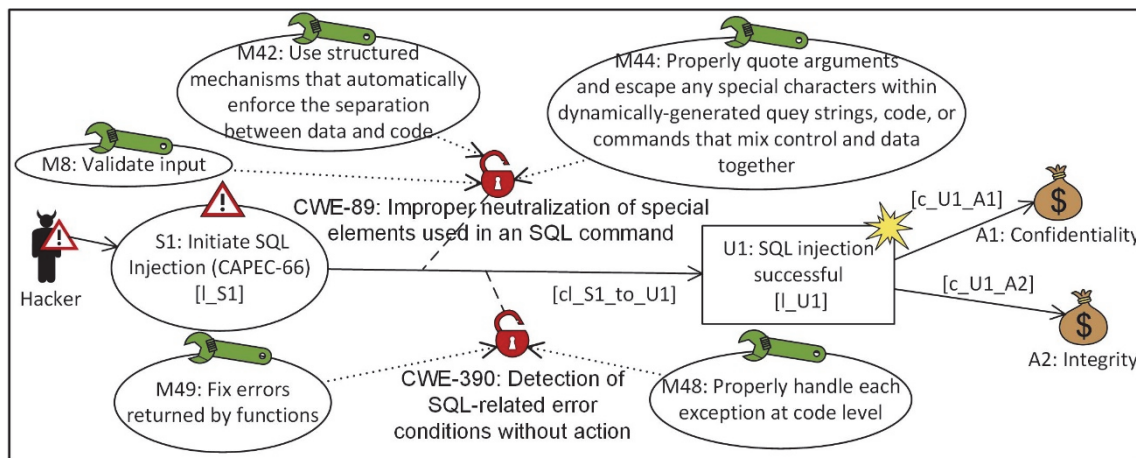 M42: Use structured
mechanisms that automatically
enforce the separation
between data and code
M44: Properly quote arguments
and escape any special characters within
dynamically-generated quey strings, code, or
commands that mix control and data
together
M8: Validate input
CWE-89: Improper neutralization of special
elements used in an SQL command
Hacker
S1: Initiate SQL
Injection (CAPEC-66)
[l_S1]
[cl_S1_to_U1]
U1: SQL injection
successful
[l_U1]
[c_U1_A1]
$
A1: Confidentiality
[c_U1_A2]
$
A2: Integrity
M49: Fix errors
returned by functions
CWE-390: Detection of
SQL-related error
conditions without action
M48: Properly handle each
exception at code level